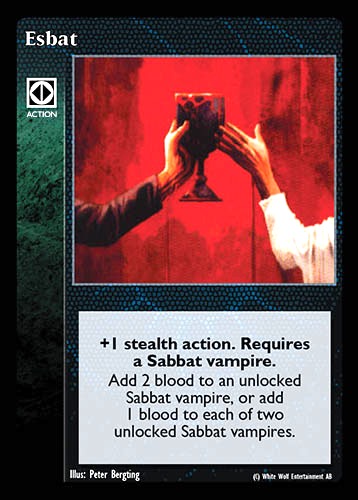 Esbat
ACTION
+1 stealth action. Requires
a Sabbat vampire.
Add 2 blood to an unlocked
Sabbat vampire, or add
1 blood to each of two
unlocked Sabbat vampires.
Illus: Peter Bergting
(C) White Wolf Entertainment AB